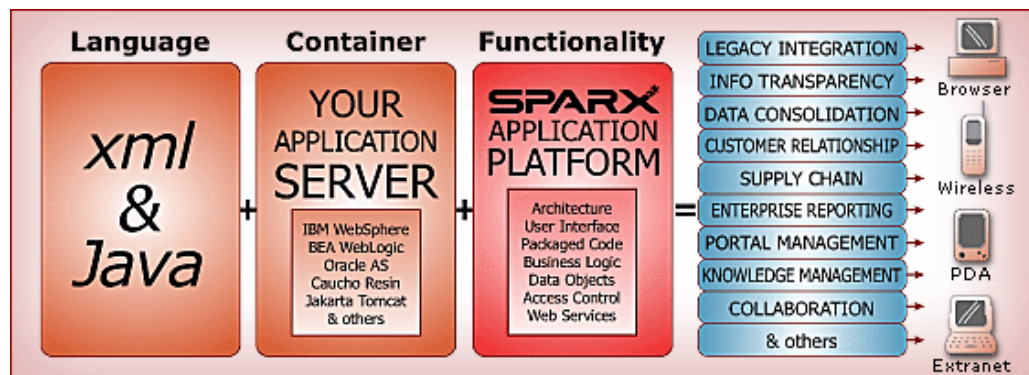 Language
xml
&
Java
+
Container
YOUR
APPLICATION
SERVER
IBM WebSphere
BEA WebLogic
Oracle AS
Caucho Resin
Jakarta Tomcat
& others
+
Functionality
SPARX
APPLICATION
PLATFORM
Architecture
User Interface
Packaged Code
Business Logic
Data Objects
Access Control
Web Services
=
LEGACY INTEGRATION
INFO TRANSPARENCY
DATA CONSOLIDATION
CUSTOMER RELATIONSHIP
SUPPLY CHAIN
ENTERPRISE REPORTING
PORTAL MANAGEMENT
KNOWLEDGE MANAGEMENT
COLLABORATION
& others
Browser
Wireless
PDA
Extranet